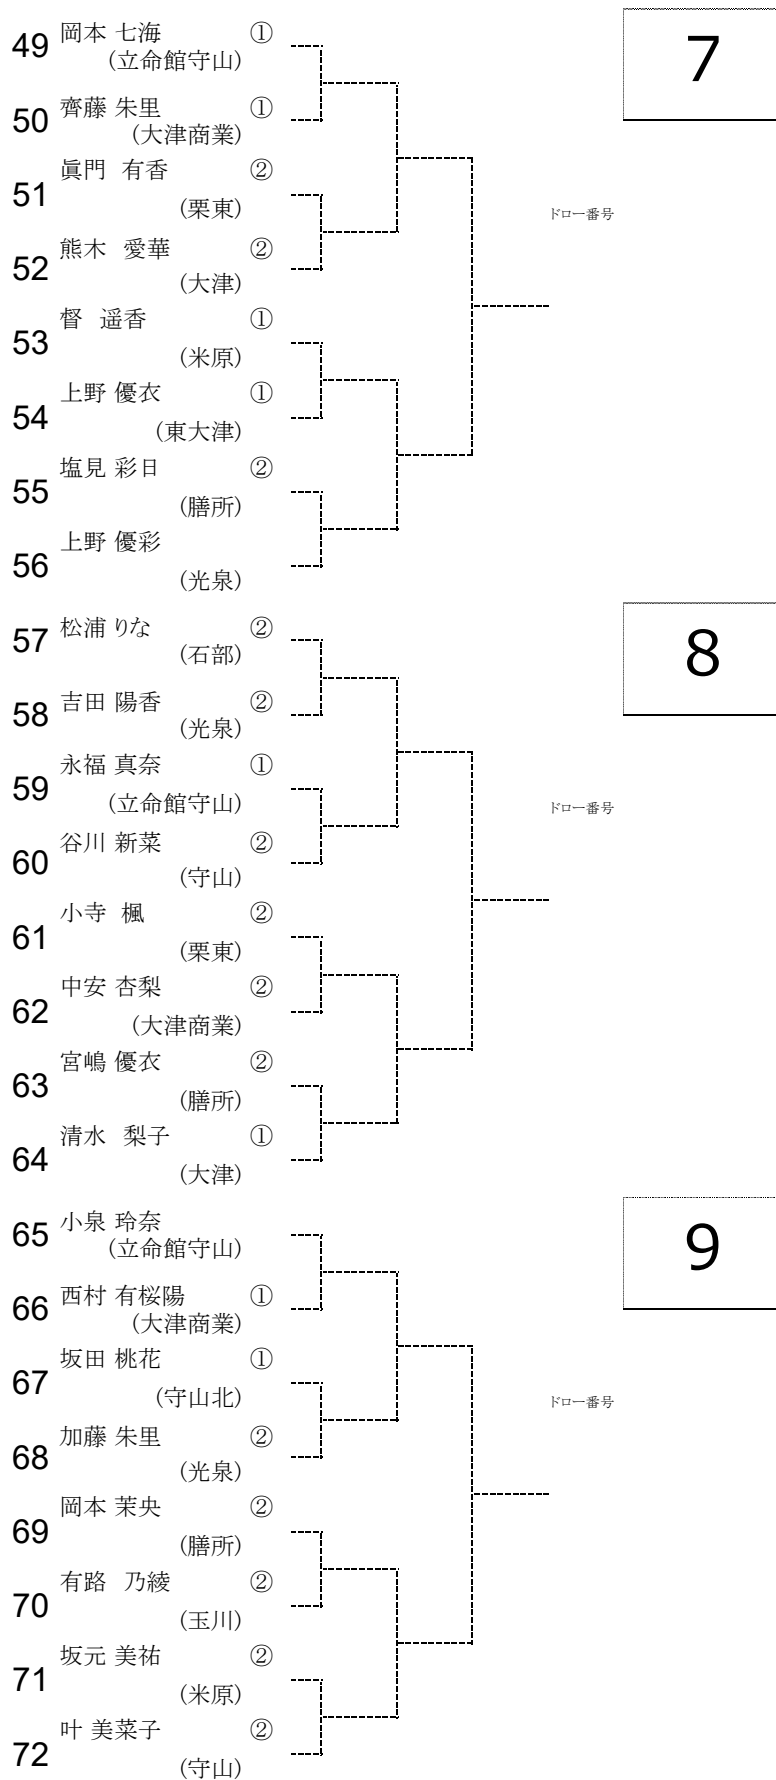 49 岡本 七海 ①
(立命館守山)
50 齊藤 朱里 ①
(大津商業)
51 眞門 有香 ②
(栗東)
52 熊木 愛華 ②
(大津)
53 督 遥香 ①
(米原)
54 上野 優衣 ①
(東大津)
55 塩見 彩日 ②
(膳所)
56 上野 優彩
(光泉)
7
ドロー番号
57 松浦 りな ②
(石部)
58 吉田 陽香 ②
(光泉)
59 永福 真奈 ①
(立命館守山)
60 谷川 新菜 ②
(守山)
61 小寺 楓 ②
(栗東)
62 中安 杏梨 ②
(大津商業)
63 宮嶋 優衣 ②
(膳所)
64 清水 梨子 ①
(大津)
8
ドロー番号
65 小泉 玲奈
(立命館守山)
66 西村 有桜陽 ①
(大津商業)
67 坂田 桃花 ①
(守山北)
68 加藤 朱里 ②
(光泉)
69 岡本 茉央 ②
(膳所)
70 有路 乃綾 ②
(玉川)
71 坂元 美祐 ②
(米原)
72 叶 美菜子 ②
(守山)
9
ドロー番号